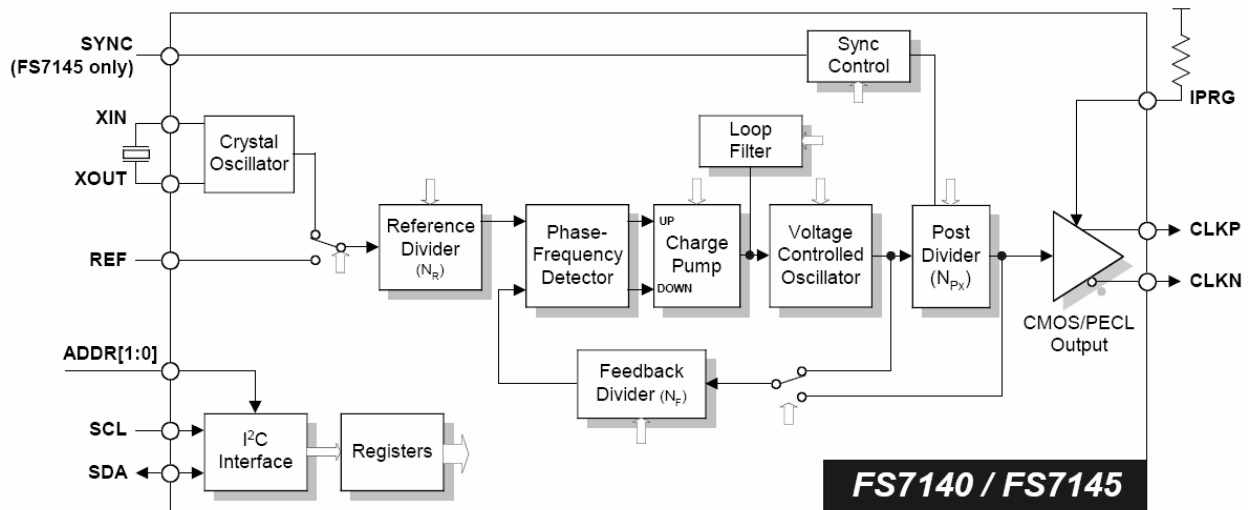 SYNC
(FS7145 only)
Sync
Control
IPRG
XIN
XOUT
Crystal
Oscillator
Loop
Filter
REF
Reference
Divider
(NR)
Phase-
Frequency
Detector
UP
Charge
Pump
DOWN
Voltage
Controlled
Oscillator
Post
Divider
(NPx)
CLKP
CLKN
CMOS/PECL
Output
ADDR[1:0]
Feedback
Divider (NF)
SCL
SDA
I²C
Interface
Registers
FS7140 / FS7145